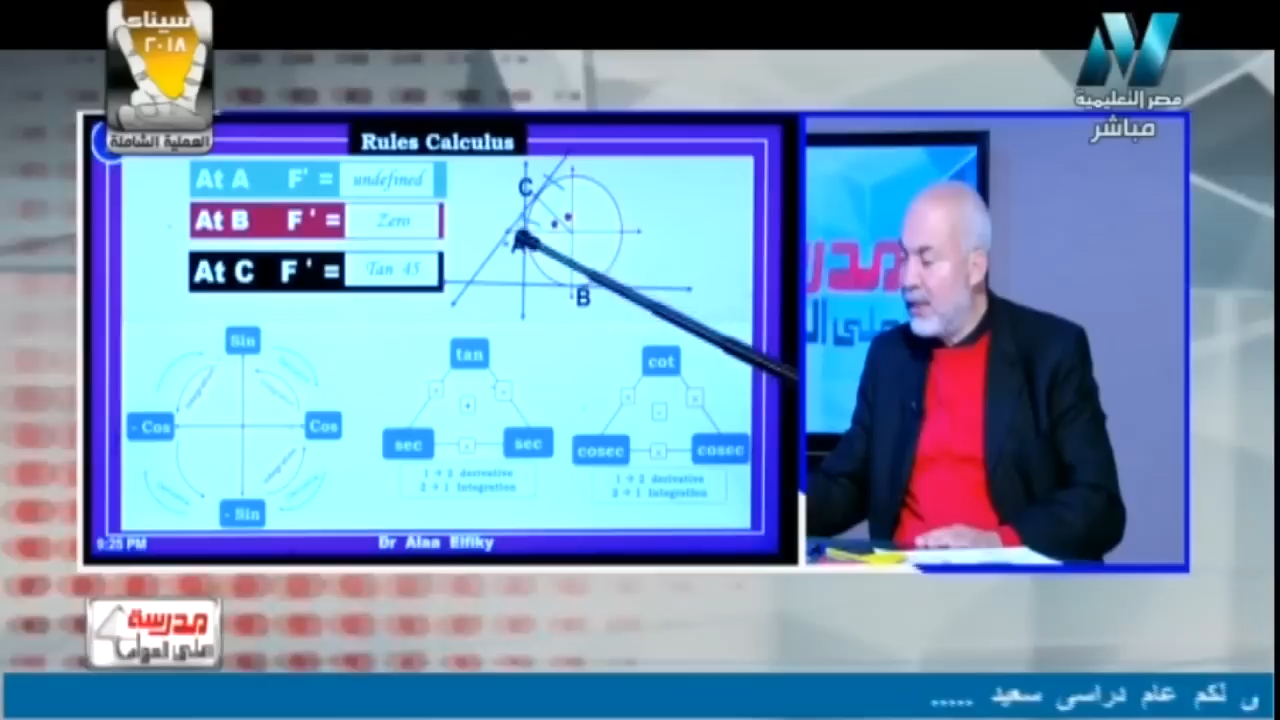 سيناء
٢٠١٨
العملية الشاملة
مصر التعليمية
مباشر
Rules Calculus
At A F' = undefined
At B F' = Zero
At C F' = Tan 45
C
A
B
Sin
- Cos
Cos
- Sin
tan
sec
sec
1 → 2 derivative
2 → 1 integration
cot
cosec
cosec
1 → 2 derivative
2 → 1 integration
9:25 PM
Dr Alaa Elfiky
مدرسة
على الهواء
ن لكم عام دراسى سعيد .....